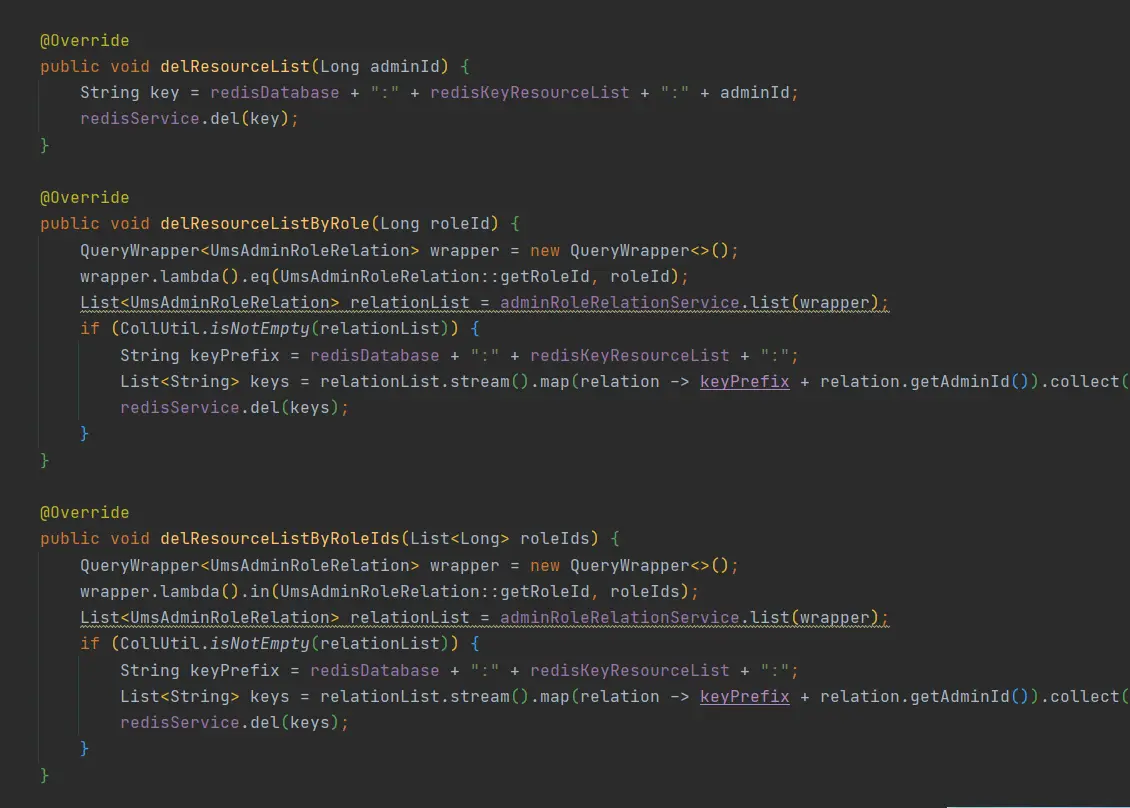 @Override
public void delResourceList(Long adminId) {
    String key = redisDatabase + ":" + redisKeyResourceList + ":" + adminId;
    redisService.del(key);
}
@Override
public void delResourceListByRole(Long roleId) {
    QueryWrapper<UmsAdminRoleRelation> wrapper = new QueryWrapper<>();
    wrapper.lambda().eq(UmsAdminRoleRelation::getRoleId, roleId);
    List<UmsAdminRoleRelation> relationList = adminRoleRelationService.list(wrapper);
    if (CollUtil.isNotEmpty(relationList)) {
        String keyPrefix = redisDatabase + ":" + redisKeyResourceList + ":";
        List<String> keys = relationList.stream().map(relation -> keyPrefix + relation.getAdminId()).collect(
        redisService.del(keys);
    }
}
@Override
public void delResourceListByRoleIds(List<Long> roleIds) {
    QueryWrapper<UmsAdminRoleRelation> wrapper = new QueryWrapper<>();
    wrapper.lambda().in(UmsAdminRoleRelation::getRoleId, roleIds);
    List<UmsAdminRoleRelation> relationList = adminRoleRelationService.list(wrapper);
    if (CollUtil.isNotEmpty(relationList)) {
        String keyPrefix = redisDatabase + ":" + redisKeyResourceList + ":";
        List<String> keys = relationList.stream().map(relation -> keyPrefix + relation.getAdminId()).collect(
        redisService.del(keys);
    }
}